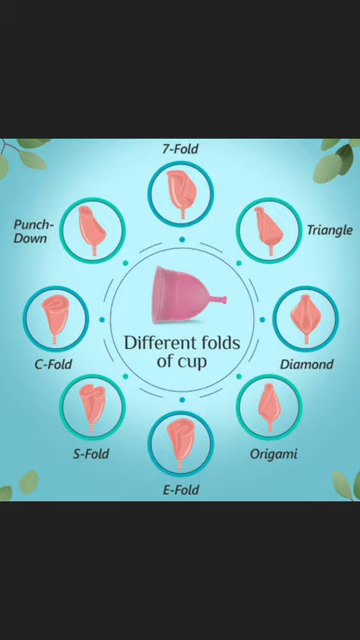 7-Fold
Punch-
Down
Triangle
Different folds
of cup
C-Fold
Diamond
S-Fold
Origami
E-Fold